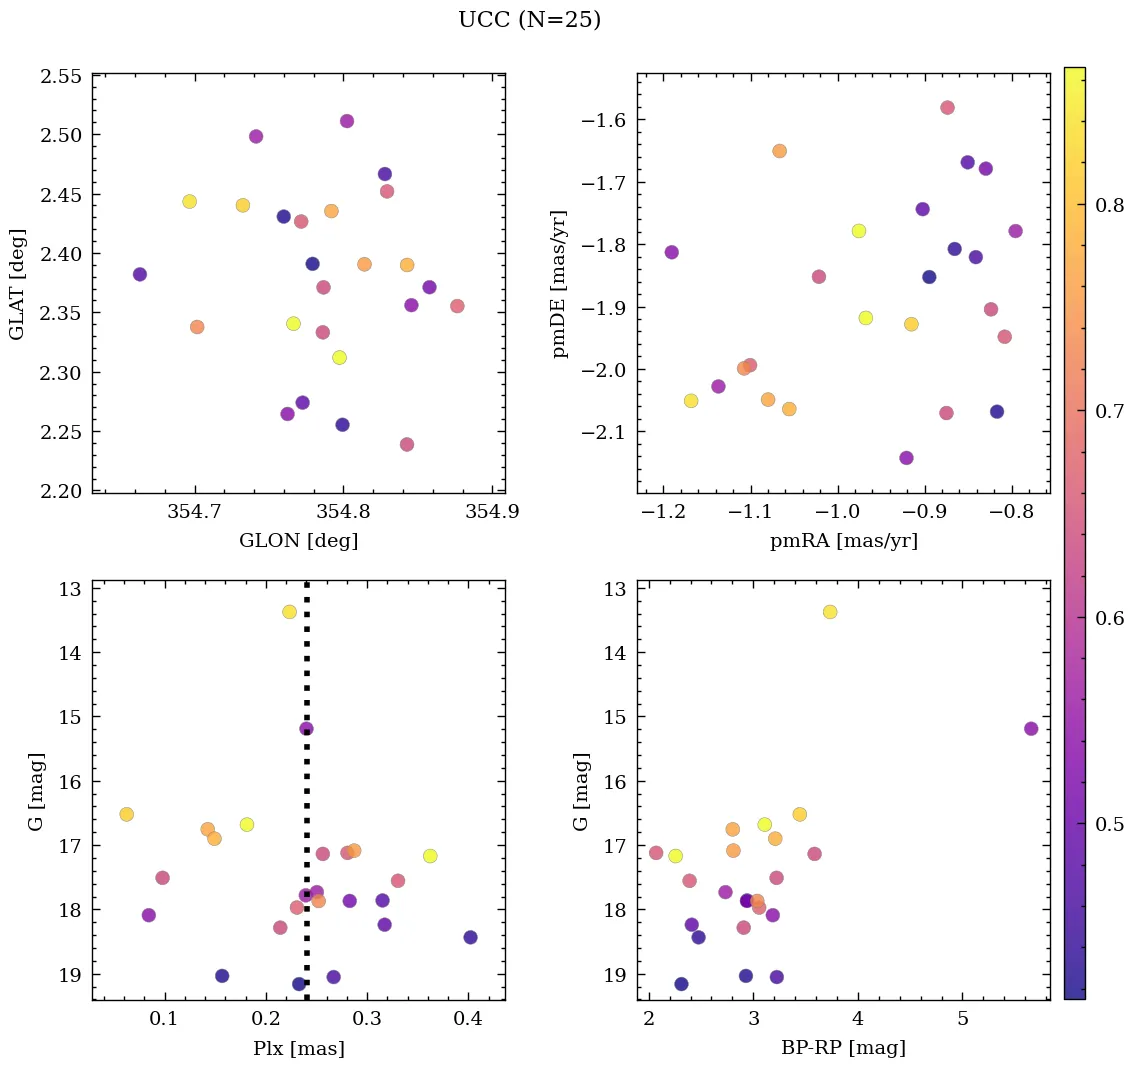 UCC (N=25)
2.55
2.50
2.45
2.40
2.35
2.30
2.25
2.20
GLAT [deg]
354.7 354.8 354.9
GLON [deg]
−1.6
−1.7
−1.8
−1.9
−2.0
−2.1
pmDE [mas/yr]
−1.2 −1.1 −1.0 −0.9 −0.8
pmRA [mas/yr]
13
14
15
16
17
18
19
G [mag]
0.1 0.2 0.3 0.4
Plx [mas]
13
14
15
16
17
18
19
G [mag]
2 3 4 5
BP-RP [mag]
0.8
0.7
0.6
0.5